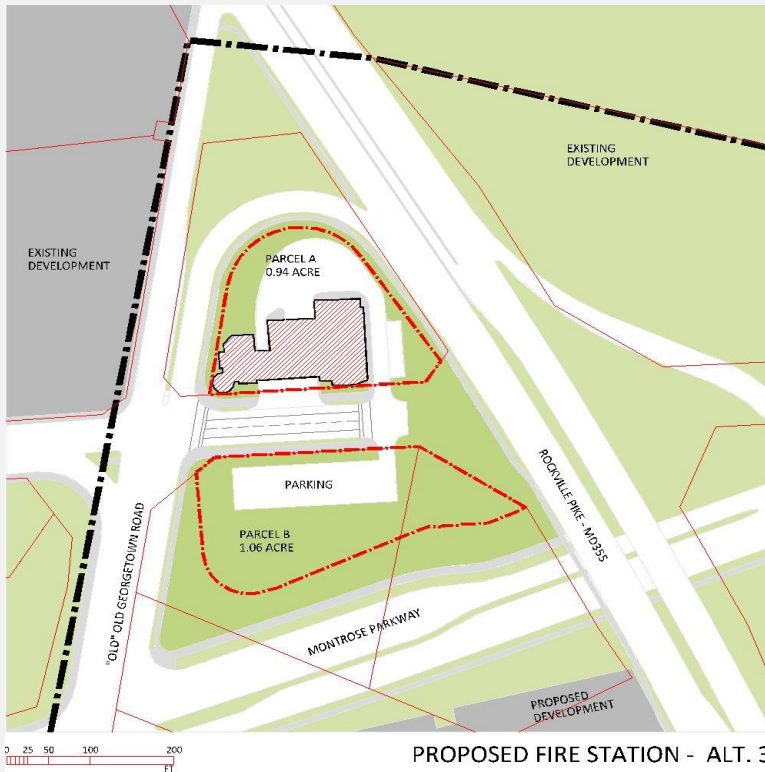 EXISTING
DEVELOPMENT
EXISTING
DEVELOPMENT
PARCEL A
0.94 ACRE
PARKING
PARCEL B
1.06 ACRE
"OLD" OLD GEORGETOWN ROAD
ROCKVILLE PIKE - MD355
MONTROSE PARKWAY
PROPOSED
DEVELOPMENT
0 25 50 100 200
FT
PROPOSED FIRE STATION - ALT. 3